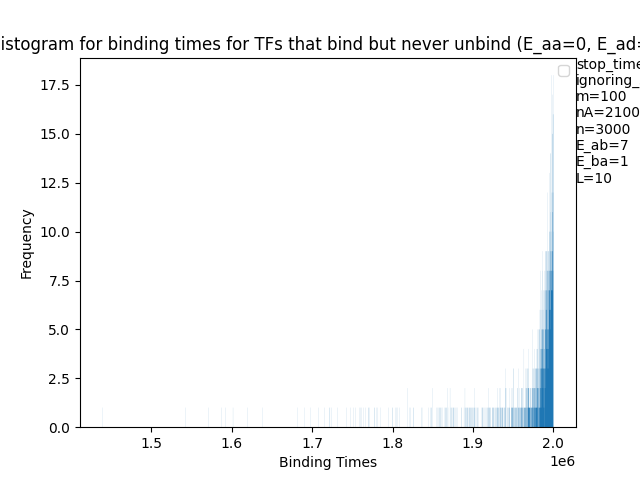 istogram for binding times for TFs that bind but never unbind (E_aa=0, E_ad=
stop_time
ignoring_
m=100
nA=2100
n=3000
E_ab=7
E_ba=1
L=10
17.5
15.0
12.5
10.0
7.5
5.0
2.5
0.0
Frequency
1.5
1.6
1.7
1.8
1.9
2.0
1e6
Binding Times